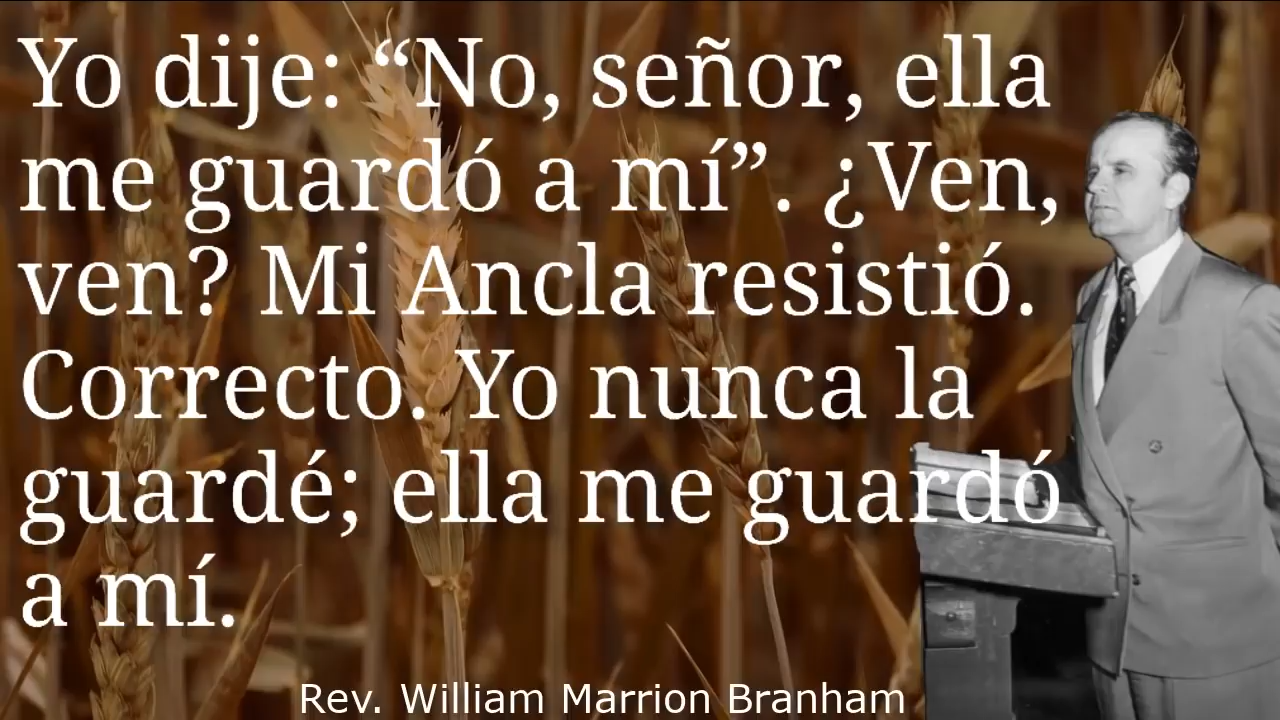 Yo dije: “No, señor, ella
me guardó a mí” . ¿Ven,
ven? Mi Ancla resistió.
Correcto. Yo nunca la
guardé; ella me guardó
a mí.
Rev. William Marrion Branham